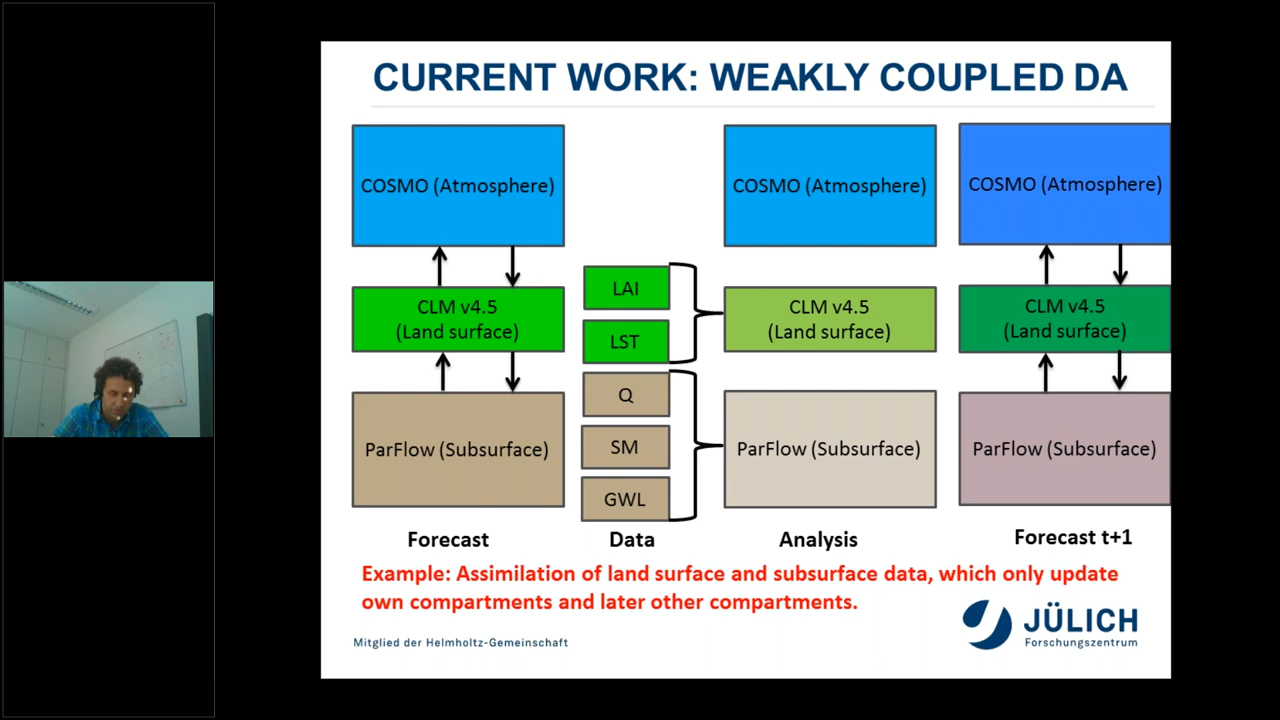 CURRENT WORK: WEAKLY COUPLED DA
COSMO (Atmosphere)
CLM v4.5
(Land surface)
ParFlow (Subsurface)
Forecast
LAI
LST
Q
SM
GWL
Data
COSMO (Atmosphere)
CLM v4.5
(Land surface)
ParFlow (Subsurface)
Analysis
COSMO (Atmosphere)
CLM v4.5
(Land surface)
ParFlow (Subsurface)
Forecast t+1
Example: Assimilation of land surface and subsurface data, which only update
own compartments and later other compartments.
Mitglied der Helmholtz-Gemeinschaft
JÜLICH
Forschungszentrum